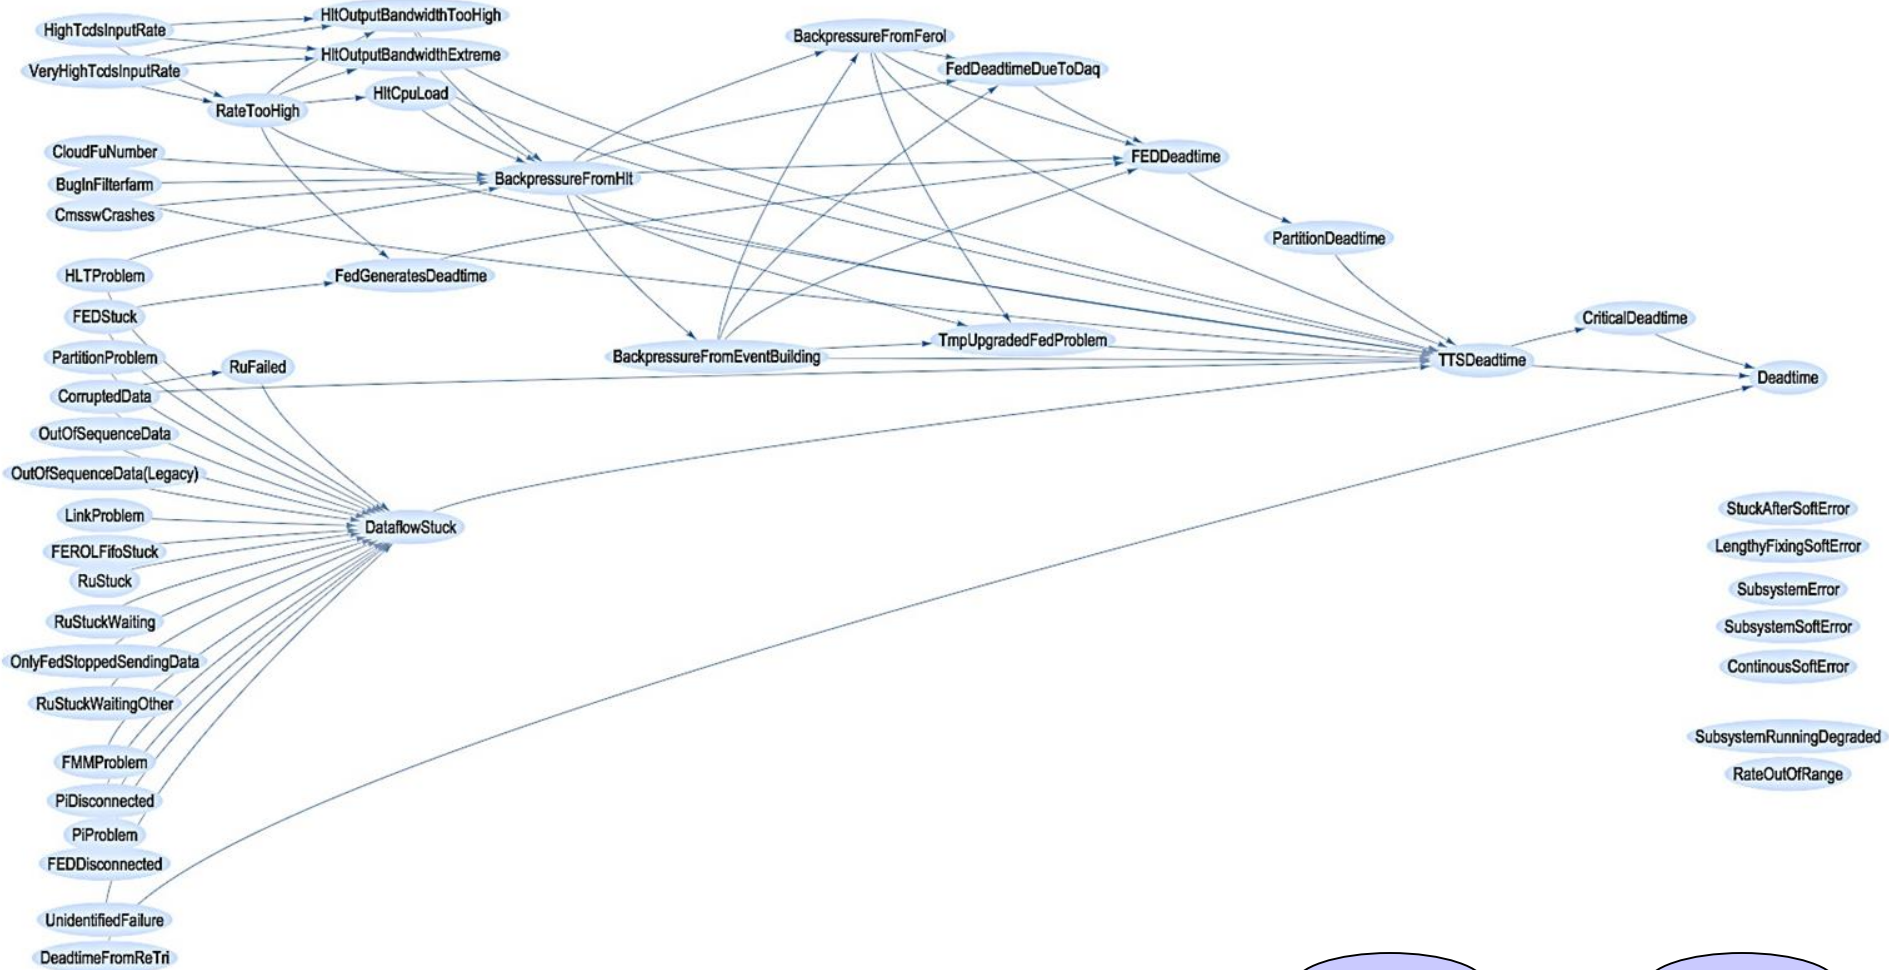 HighTcdsInputRate
VeryHighTcdsInputRate
HltOutputBandwidthTooHigh
HltOutputBandwidthExtreme
HltCpuLoad
RateTooHigh
CloudFuNumber
BugInFilterfarm
CmsswCrashes
HLTProblem
FEDStuck
PartitionProblem
CorruptedData
OutOfSequenceData
OutOfSequenceData(Legacy)
LinkProblem
FEROLFifoStuck
RuStuck
RuStuckWaiting
OnlyFedStoppedSendingData
RuStuckWaitingOther
FMMProblem
PiDisconnected
PiProblem
FEDDisconnected
UnidentifiedFailure
DeadtimeFromReTri
RuFailed
FedGeneratesDeadtime
DataflowStuck
BackpressureFromHlt
BackpressureFromEventBuilding
BackpressureFromFerol
FedDeadtimeDueToDaq
TmpUpgradedFedProblem
FEDDeadtime
PartitionDeadtime
TTSDeadtime
CriticalDeadtime
Deadtime
StuckAfterSoftError
LengthyFixingSoftError
SubsystemError
SubsystemSoftError
ContinousSoftError
SubsystemRunningDegraded
RateOutOfRange